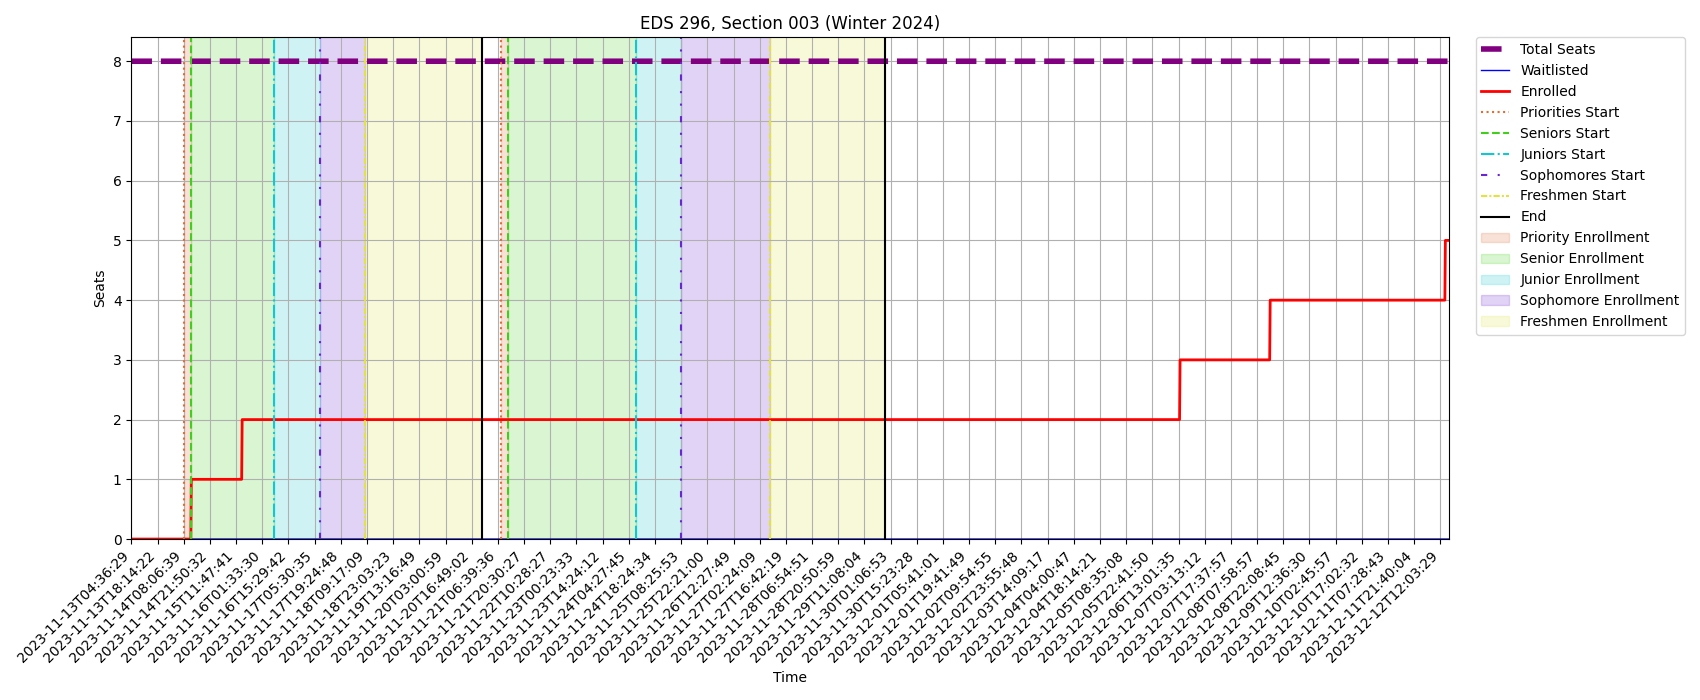 EDS 296, Section 003 (Winter 2024)
Seats
8
7
6
5
4
3
2
1
0
2023-11-13T04:36:29
2023-11-13T18:14:22
2023-11-14T08:06:39
2023-11-14T21:50:32
2023-11-15T11:47:41
2023-11-16T01:33:30
2023-11-16T15:29:42
2023-11-17T05:30:35
2023-11-17T19:24:48
2023-11-18T09:17:09
2023-11-18T23:03:23
2023-11-19T13:16:49
2023-11-20T03:00:59
2023-11-20T16:49:02
2023-11-21T06:39:36
2023-11-21T20:30:27
2023-11-22T10:28:27
2023-11-23T00:23:33
2023-11-23T14:24:12
2023-11-24T04:27:45
2023-11-24T18:24:34
2023-11-25T08:25:53
2023-11-25T22:21:00
2023-11-26T12:27:49
2023-11-27T02:24:09
2023-11-27T16:42:19
2023-11-28T06:54:51
2023-11-28T20:50:59
2023-11-29T11:08:04
2023-11-30T01:06:53
2023-11-30T15:23:28
2023-12-01T05:41:01
2023-12-01T19:41:49
2023-12-02T09:54:55
2023-12-02T23:55:48
2023-12-03T14:09:17
2023-12-04T04:00:47
2023-12-04T18:14:21
2023-12-05T08:35:08
2023-12-05T22:41:50
2023-12-06T13:01:35
2023-12-07T03:13:12
2023-12-07T17:37:57
2023-12-08T07:58:57
2023-12-08T22:08:45
2023-12-09T12:36:30
2023-12-10T02:45:57
2023-12-10T17:02:32
2023-12-11T07:28:43
2023-12-11T21:40:04
2023-12-12T12:03:29
Time
Total Seats
Waitlisted
Enrolled
Priorities Start
Seniors Start
Juniors Start
Sophomores Start
Freshmen Start
End
Priority Enrollment
Senior Enrollment
Junior Enrollment
Sophomore Enrollment
Freshmen Enrollment